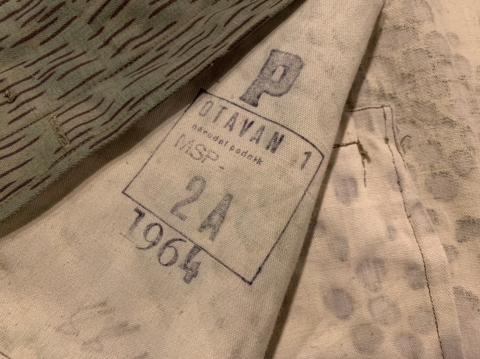 P
OTAVAN 1
národní podnik
MSP-
2A
1964